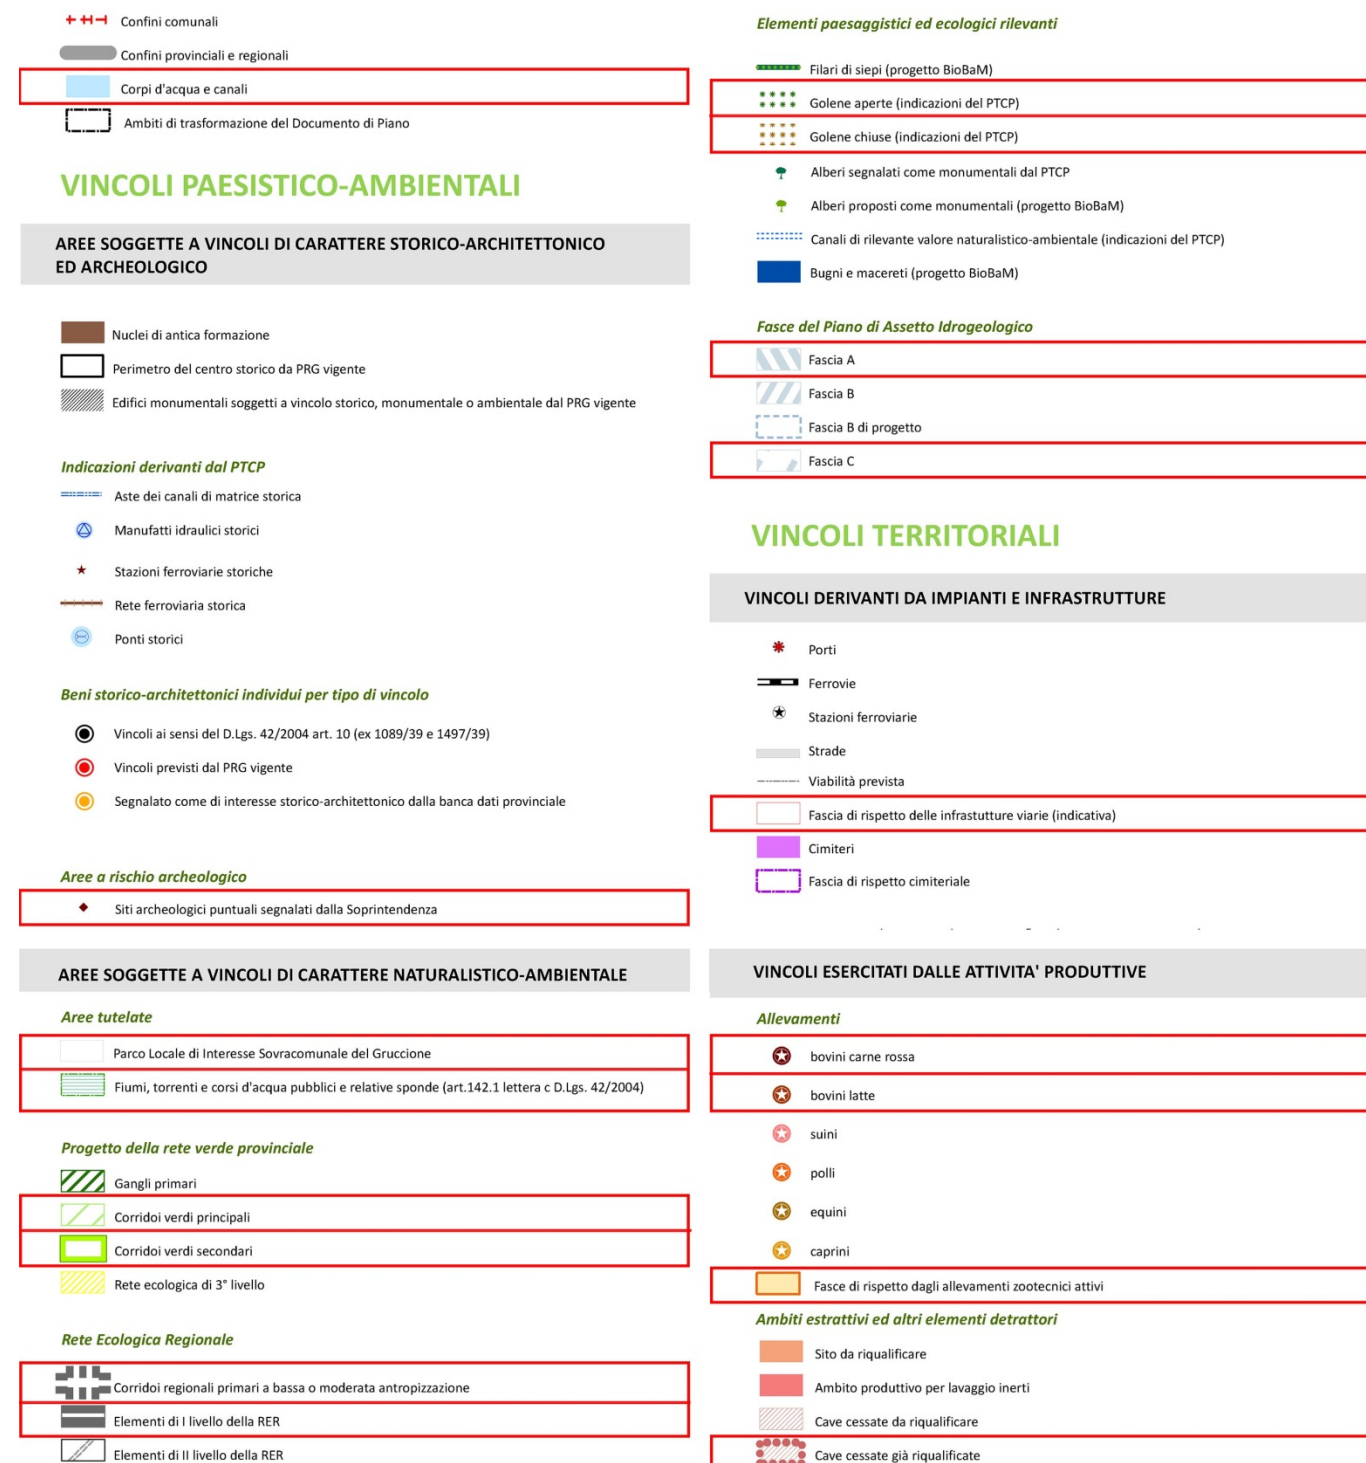 Confini comunali
Confini provinciali e regionali
Corpi d'acqua e canali
Ambiti di trasformazione del Documento di Piano
VINCOLI PAESISTICO-AMBIENTALI
AREE SOGGETTE A VINCOLI DI CARATTERE STORICO-ARCHITETTONICO
ED ARCHEOLOGICO
Nuclei di antica formazione
Perimetro del centro storico da PRG vigente
Edifici monumentali soggetti a vincolo storico, monumentale o ambientale dal PRG vigente
Indicazioni derivanti dal PTCP
Aste dei canali di matrice storica
Manufatti idraulici storici
Stazioni ferroviarie storiche
Rete ferroviaria storica
Ponti storici
Beni storico-architettonici individui per tipo di vincolo
Vincoli ai sensi del D.Lgs. 42/2004 art. 10 (ex 1089/39 e 1497/39)
Vincoli previsti dal PRG vigente
Segnalato come di interesse storico-architettonico dalla banca dati provinciale
Aree a rischio archeologico
Siti archeologici puntuali segnalati dalla Soprintendenza
AREE SOGGETTE A VINCOLI DI CARATTERE NATURALISTICO-AMBIENTALE
Aree tutelate
Parco Locale di Interesse Sovracomunale del Gruccione
Fiumi, torrenti e corsi d'acqua pubblici e relative sponde (art.142.1 lettera c D.Lgs. 42/2004)
Progetto della rete verde provinciale
Gangli primari
Corridoi verdi principali
Corridoi verdi secondari
Rete ecologica di 3° livello
Rete Ecologica Regionale
Corridoi regionali primari a bassa o moderata antropizzazione
Elementi di I livello della RER
Elementi di II livello della RER
Elementi paesaggistici ed ecologici rilevanti
Filari di siepi (progetto BioBaM)
Golene aperte (indicazioni del PTCP)
Golene chiuse (indicazioni del PTCP)
Alberi segnalati come monumentali dal PTCP
Alberi proposti come monumentali (progetto BioBaM)
Canali di rilevante valore naturalistico-ambientale (indicazioni del PTCP)
Bugni e macereti (progetto BioBaM)
Fasce del Piano di Assetto Idrogeologico
Fascia A
Fascia B
Fascia B di progetto
Fascia C
VINCOLI TERRITORIALI
VINCOLI DERIVANTI DA IMPIANTI E INFRASTRUTTURE
Porti
Ferrovie
Stazioni ferroviarie
Strade
Viabilità prevista
Fascia di rispetto delle infrastutture viarie (indicativa)
Cimiteri
Fascia di rispetto cimiteriale
VINCOLI ESERCITATI DALLE ATTIVITA' PRODUTTIVE
Allevamenti
bovini carne rossa
bovini latte
suini
polli
equini
caprini
Fasce di rispetto dagli allevamenti zootecnici attivi
Ambiti estrattivi ed altri elementi detrattori
Sito da riqualificare
Ambito produttivo per lavaggio inerti
Cave cessate da riqualificare
Cave cessate già riqualificate